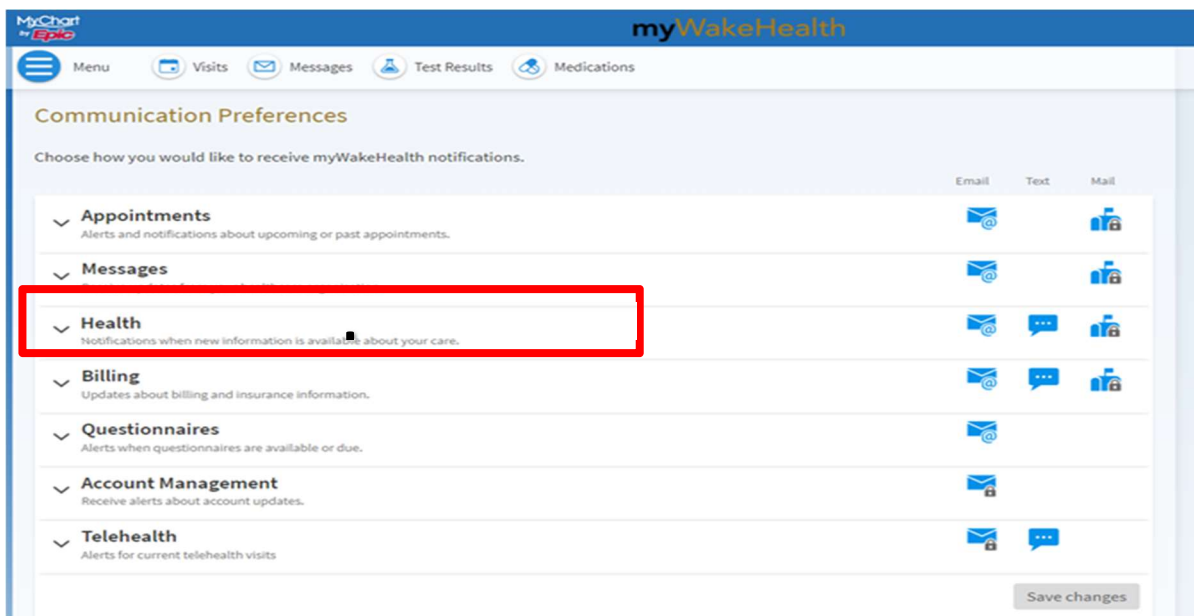 MyChart
by Epic
myWakeHealth
Menu Visits Messages Test Results Medications
Communication Preferences
Choose how you would like to receive myWakeHealth notifications.
Email Text Mail
Appointments
Alerts and notifications about upcoming or past appointments.
Messages
Health
Notifications when new information is available about your care.
Billing
Updates about billing and insurance information.
Questionnaires
Alerts when questionnaires are available or due.
Account Management
Receive alerts about account updates.
Telehealth
Alerts for current telehealth visits
Save changes